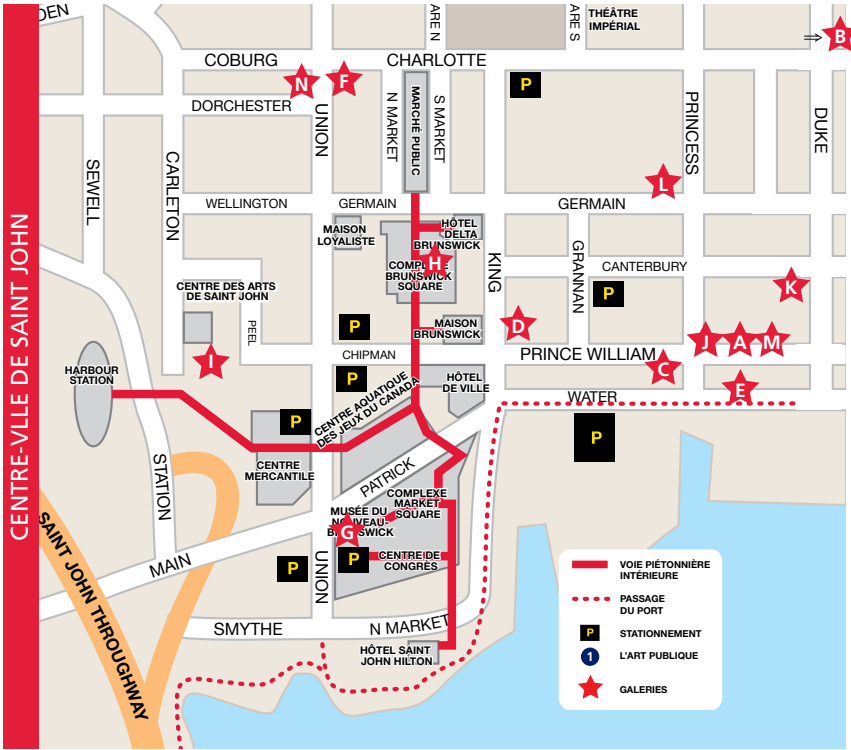 CENTRE-VLLE DE SAINT JOHN
DEN
ARE N
ARE S
THÉÂTRE
IMPÉRIAL
B
COBURG
CHARLOTTE
N
F
P
DORCHESTER
UNION
N MARKET
MARCHÉ PUBLIC
S MARKET
PRINCESS
DUKE
SEWELL
CARLETON
L
WELLINGTON
GERMAIN
GERMAIN
MAISON
LOYALISTE
HÔTEL
DELTA
BRUNSWICK
H
COMPLEXE
BRUNSWICK
SQUARE
KING
GRANNAN
CANTERBURY
CENTRE DES ARTS
DE SAINT JOHN
PEEL
P
K
P
MAISON
BRUNSWICK
D
J
A
M
I
CHIPMAN
PRINCE WILLIAM
C
HARBOUR
STATION
P
HÔTEL
DE VILLE
E
WATER
CENTRE AQUATIQUE
DES JEUX DU CANADA
P
P
STATION
CENTRE
MERCANTILE
PATRICK
COMPLEXE
MARKET
SQUARE
MUSÉE DU
NOUVEAU-
BRUNSWICK
G
SAINT JOHN THROUGHWAY
MAIN
UNION
P
P
CENTRE DE
CONGRÈS
SMYTHE
N MARKET
HÔTEL SAINT
JOHN HILTON
VOIE PIÉTONNIÈRE
INTÉRIEURE
PASSAGE
DU PORT
P
STATIONNEMENT
1
L'ART PUBLIQUE
GALERIES